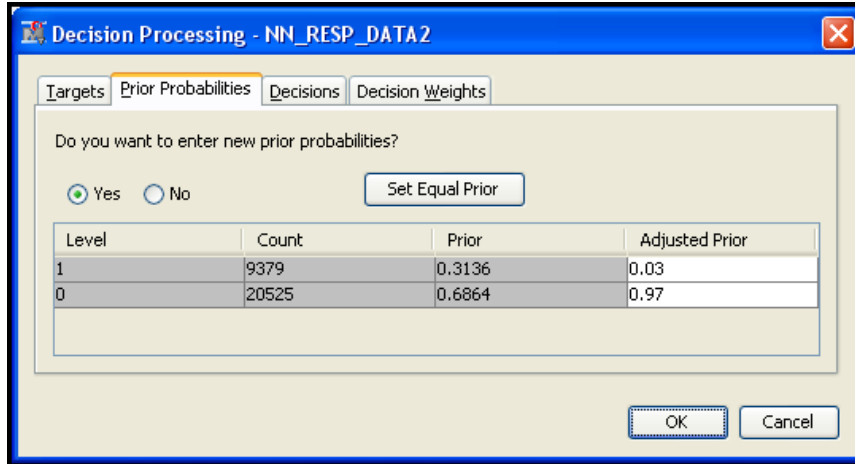 Decision Processing - NN_RESP_DATA2
Targets Prior Probabilities Decisions Decision Weights
Do you want to enter new prior probabilities?
Yes No Set Equal Prior
Level Count Prior Adjusted Prior
1 9379 0.3136 0.03
0 20525 0.6864 0.97
OK Cancel